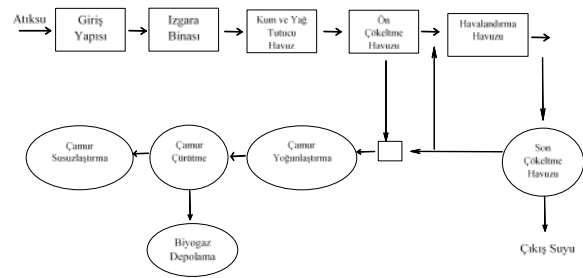 Atıksu
Giriş
Yapısı
Izgara
Binası
Kum ve Yağ
Tutucu
Havuz
Ön
Çökeltme
Havuzu
Havalandırma
Havuzu
Çamur
Susuzlaştırma
Çamur
Çürütme
Çamur
Yoğunlaştırma
Son
Çökeltme
Havuzu
Biyogaz
Depolama
Çıkış Suyu